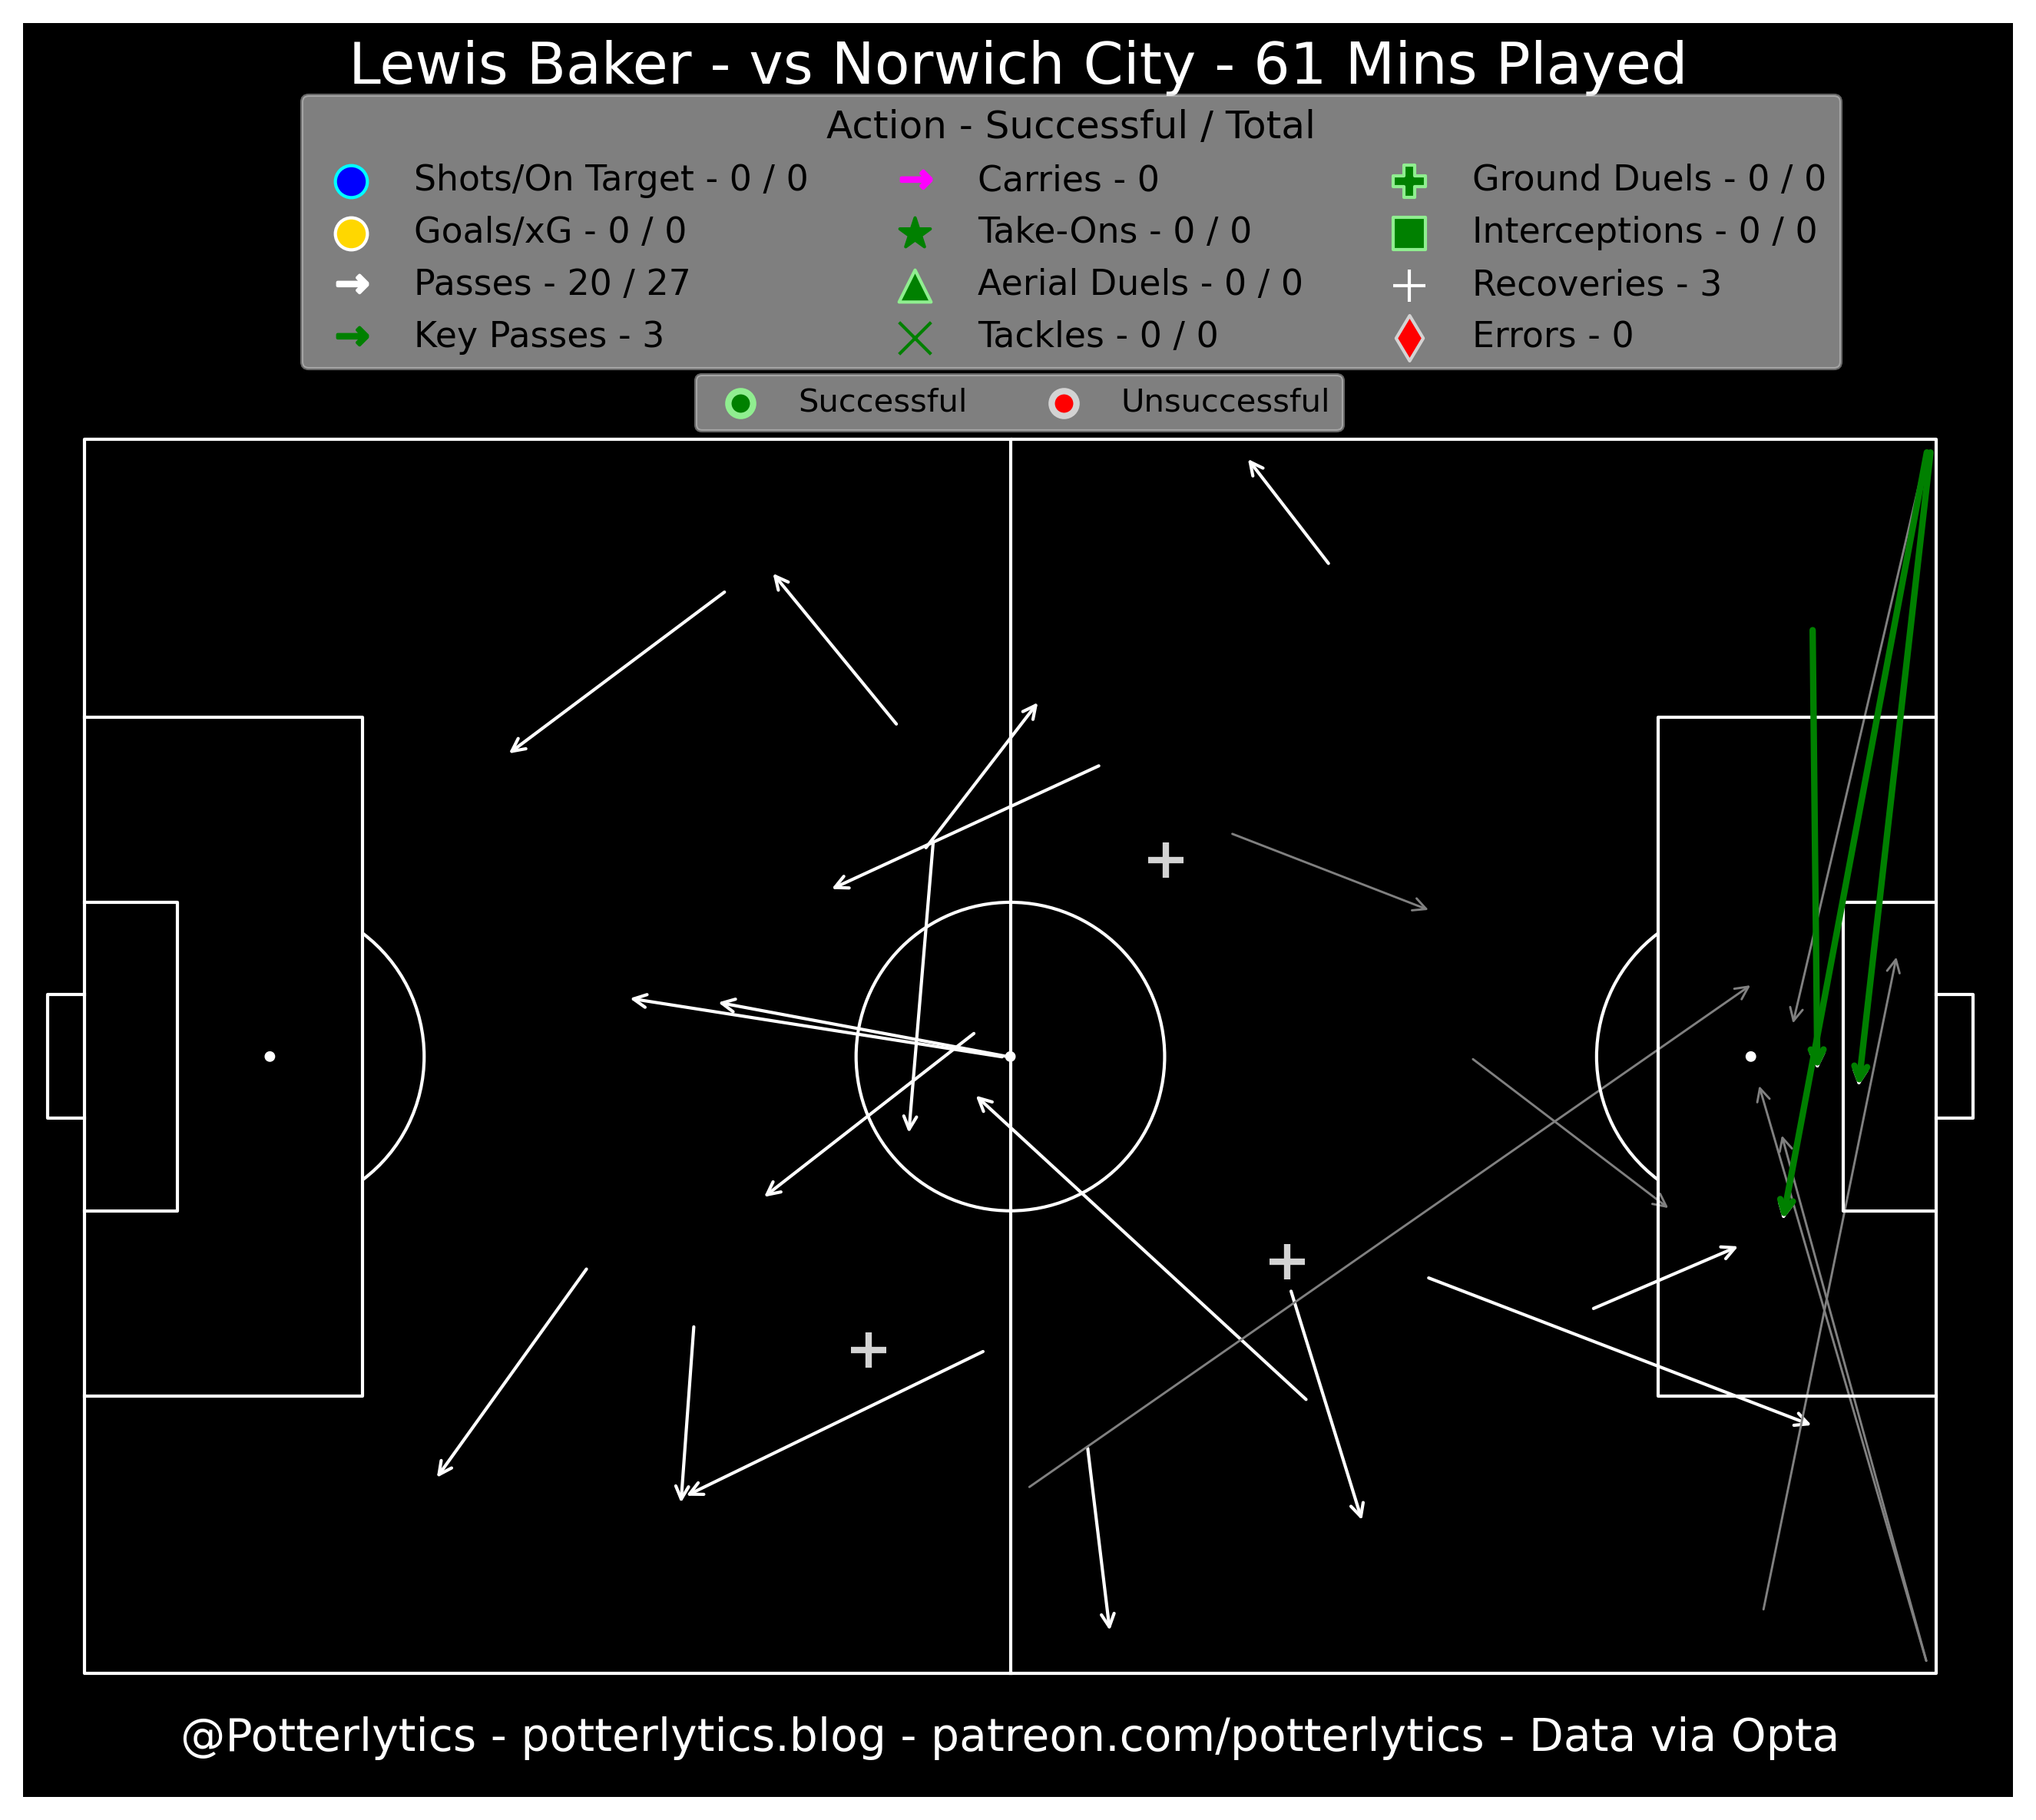 Lewis Baker - vs Norwich City - 61 Mins Played
Action - Successful / Total
Shots/On Target - 0 / 0
Goals/xG - 0 / 0
Passes - 20 / 27
Key Passes - 3
Carries - 0
Take-Ons - 0 / 0
Aerial Duels - 0 / 0
Tackles - 0 / 0
Ground Duels - 0 / 0
Interceptions - 0 / 0
Recoveries - 3
Errors - 0
Successful
Unsuccessful
@Potterlytics - potterlytics.blog - patreon.com/potterlytics - Data via Opta